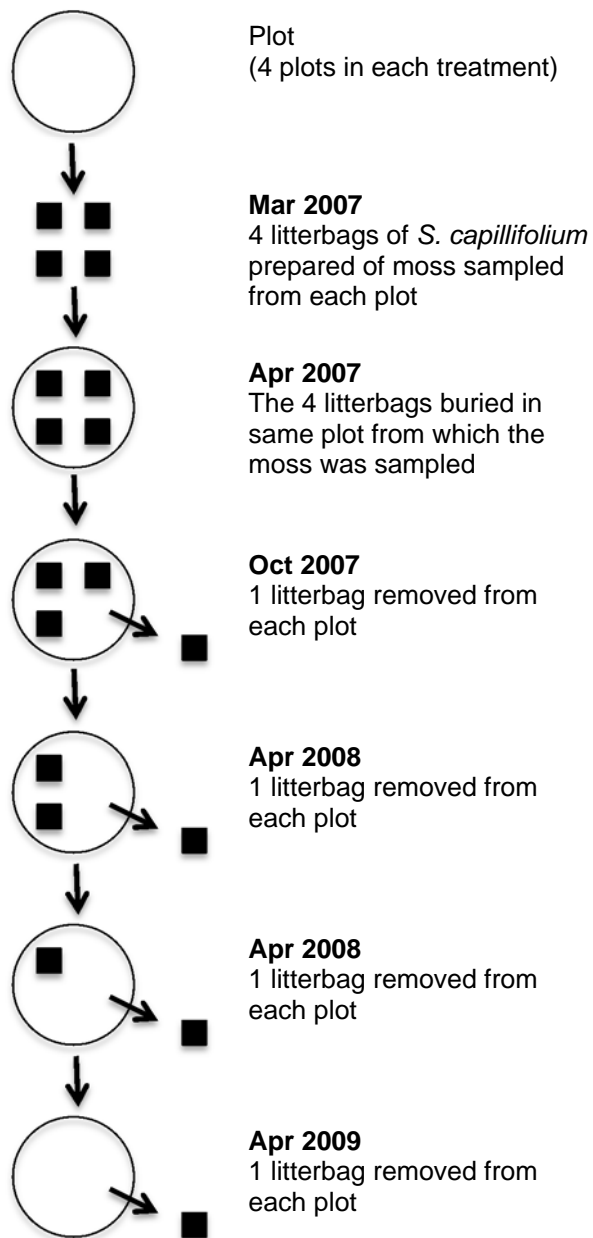 Plot
(4 plots in each treatment)
Mar 2007
4 litterbags of S. capillifolium
prepared of moss sampled
from each plot
Apr 2007
The 4 litterbags buried in
same plot from which the
moss was sampled
Oct 2007
1 litterbag removed from
each plot
Apr 2008
1 litterbag removed from
each plot
Apr 2008
1 litterbag removed from
each plot
Apr 2009
1 litterbag removed from
each plot